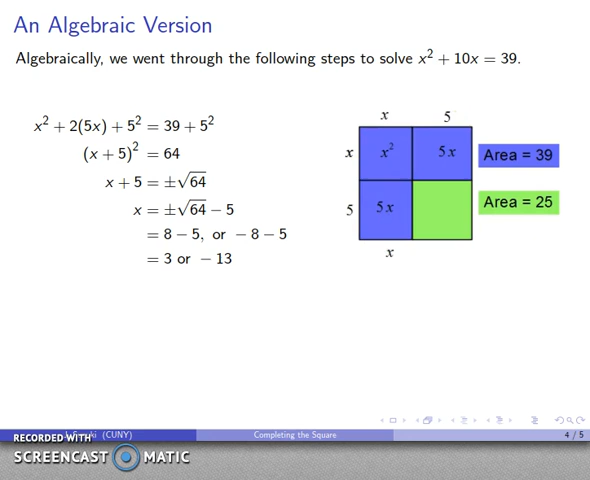 An Algebraic Version
Algebraically, we went through the following steps to solve x² + 10x = 39.
x² + 2(5x) + 5² = 39 + 5²
(x + 5)² = 64
x + 5 = ±√64
x = ±√64 − 5
= 8 − 5, or − 8 − 5
= 3 or − 13
x 5
x x² 5x Area = 39
5 5x Area = 25
x
(CUNY) Completing the Square 4 / 5
RECORDED WITH
SCREENCAST MATIC